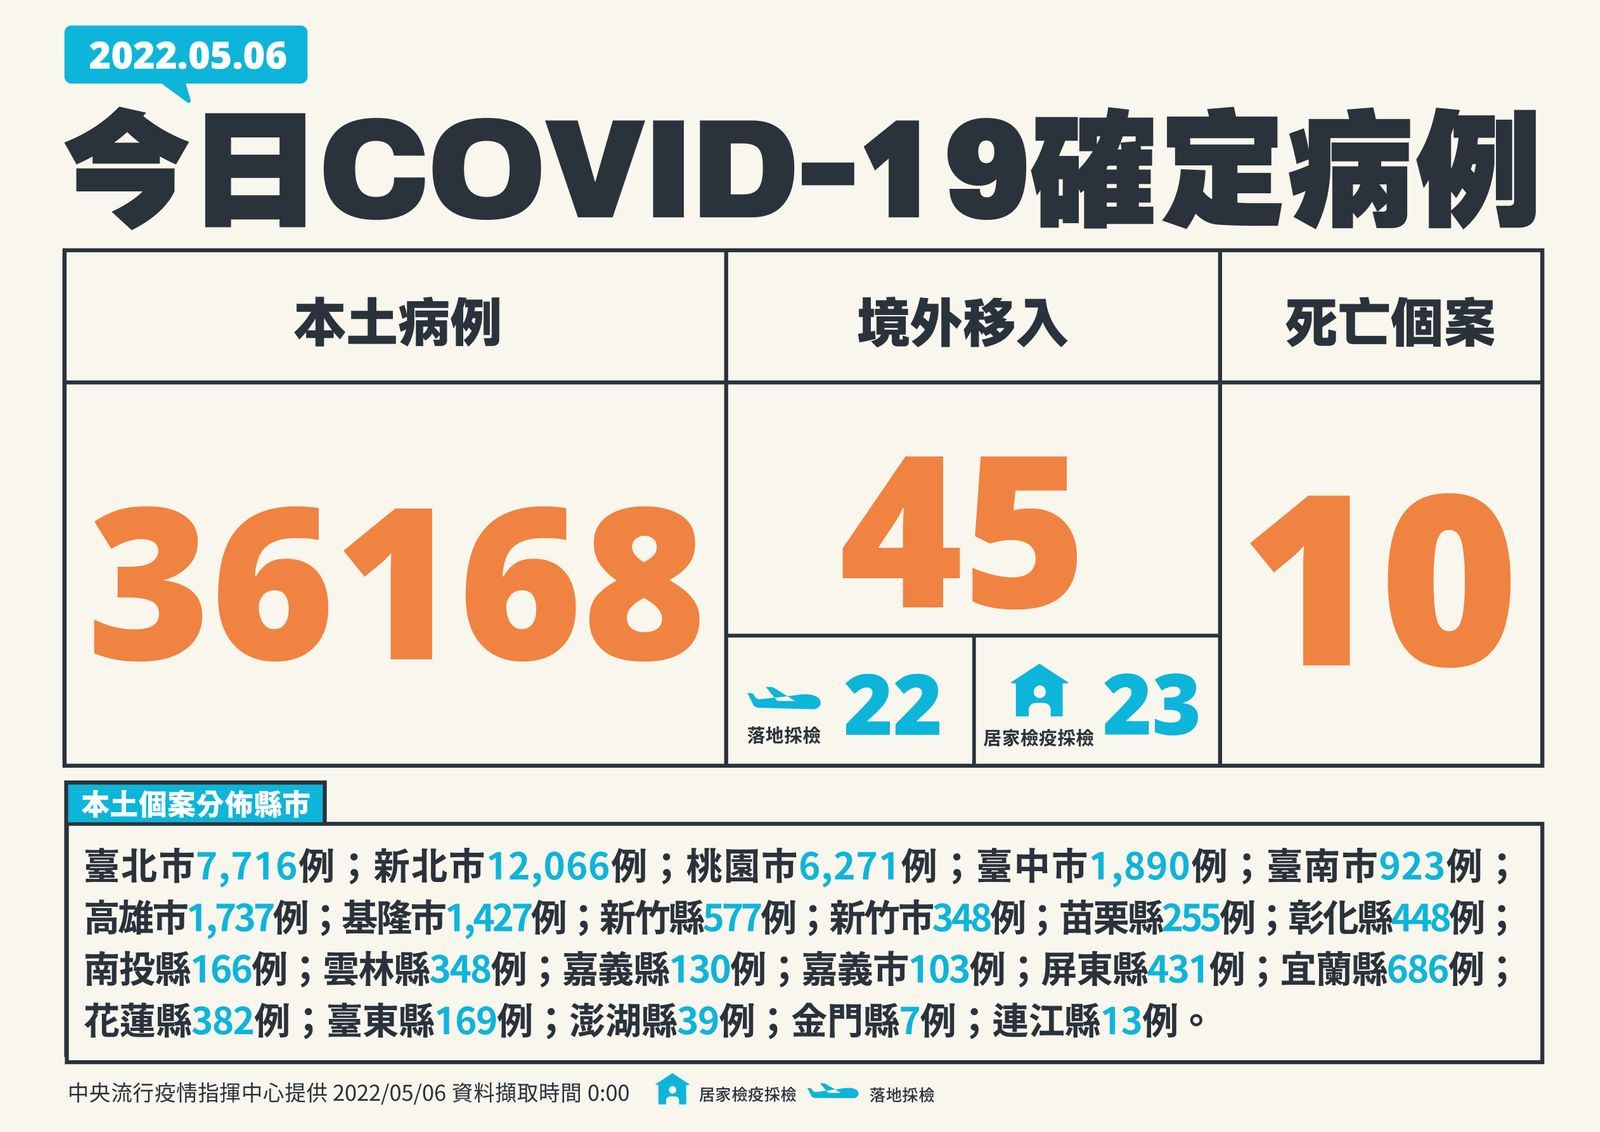 2022.05.06
今日COVID-19確定病例
本土病例
境外移入
死亡個案
36168
45
10
落地採檢
22
居家檢疫採檢
23
本土個案分佈縣市
臺北市7,716例；新北市12,066例；桃園市6,271例；臺中市1,890例；臺南市923例；
高雄市1,737例；基隆市1,427例；新竹縣577例；新竹市348例；苗栗縣255例；彰化縣448例；
南投縣166例；雲林縣348例；嘉義縣130例；嘉義市103例；屏東縣431例；宜蘭縣686例；
花蓮縣382例；臺東縣169例；澎湖縣39例；金門縣7例；連江縣13例。
中央流行疫情指揮中心提供 2022/05/06 資料擷取時間 0:00 居家檢疫採檢 落地採檢